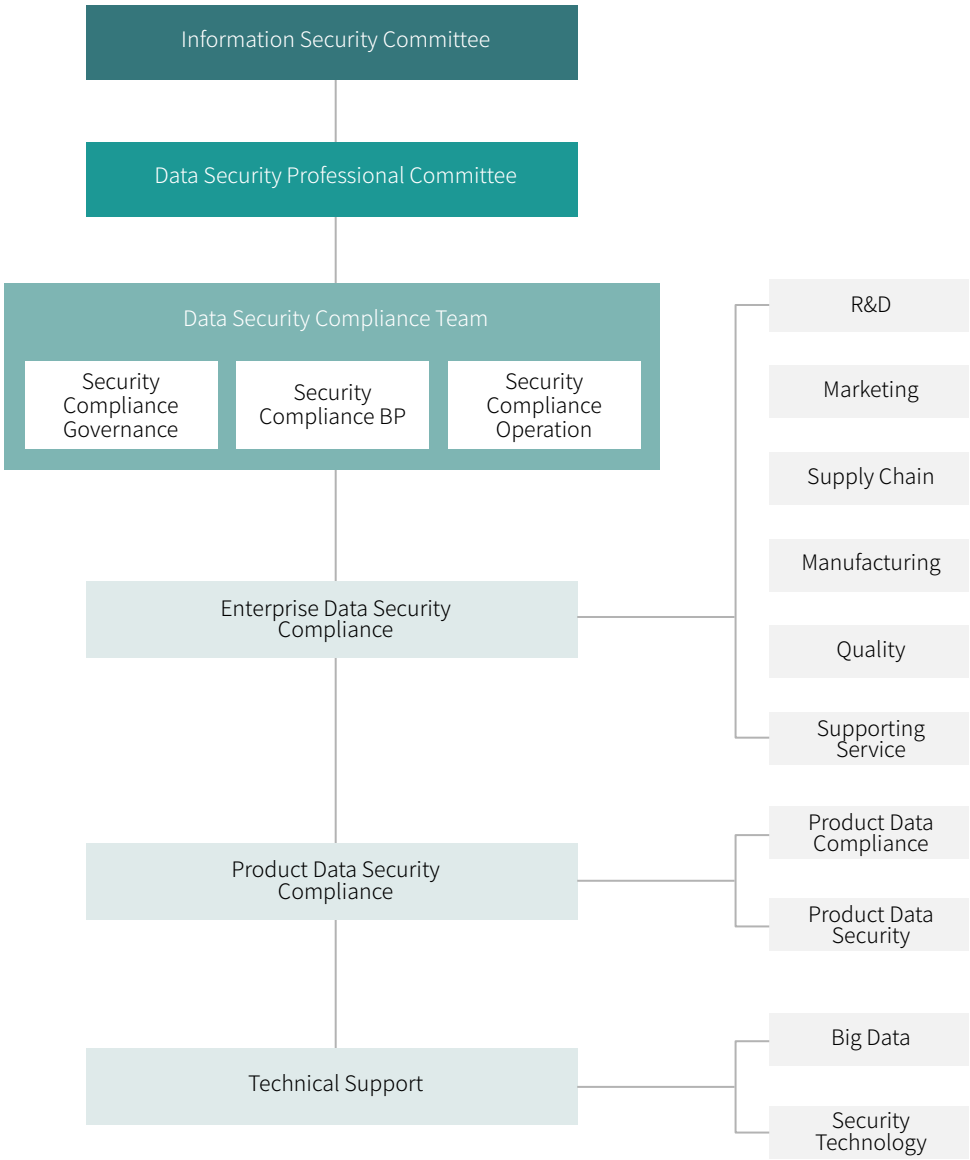 Information Security Committee
Data Security Professional Committee
Data Security Compliance Team
Security
Compliance
Governance
Security
Compliance BP
Security
Compliance
Operation
Enterprise Data Security
Compliance
R&D
Marketing
Supply Chain
Manufacturing
Quality
Supporting
Service
Product Data Security
Compliance
Product Data
Compliance
Product Data
Security
Technical Support
Big Data
Security
Technology